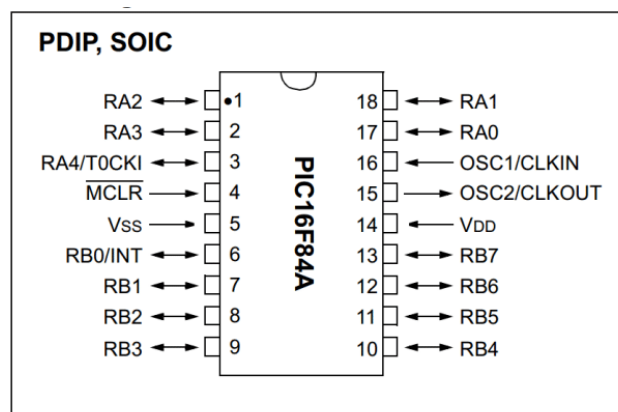 PDIP, SOIC
RA2 •1 18 RA1
RA3 2 17 RA0
RA4/T0CKI 3 16 OSC1/CLKIN
MCLR 4 15 OSC2/CLKOUT
VSS 5 14 VDD
RB0/INT 6 13 RB7
RB1 7 12 RB6
RB2 8 11 RB5
RB3 9 10 RB4
PIC16F84A